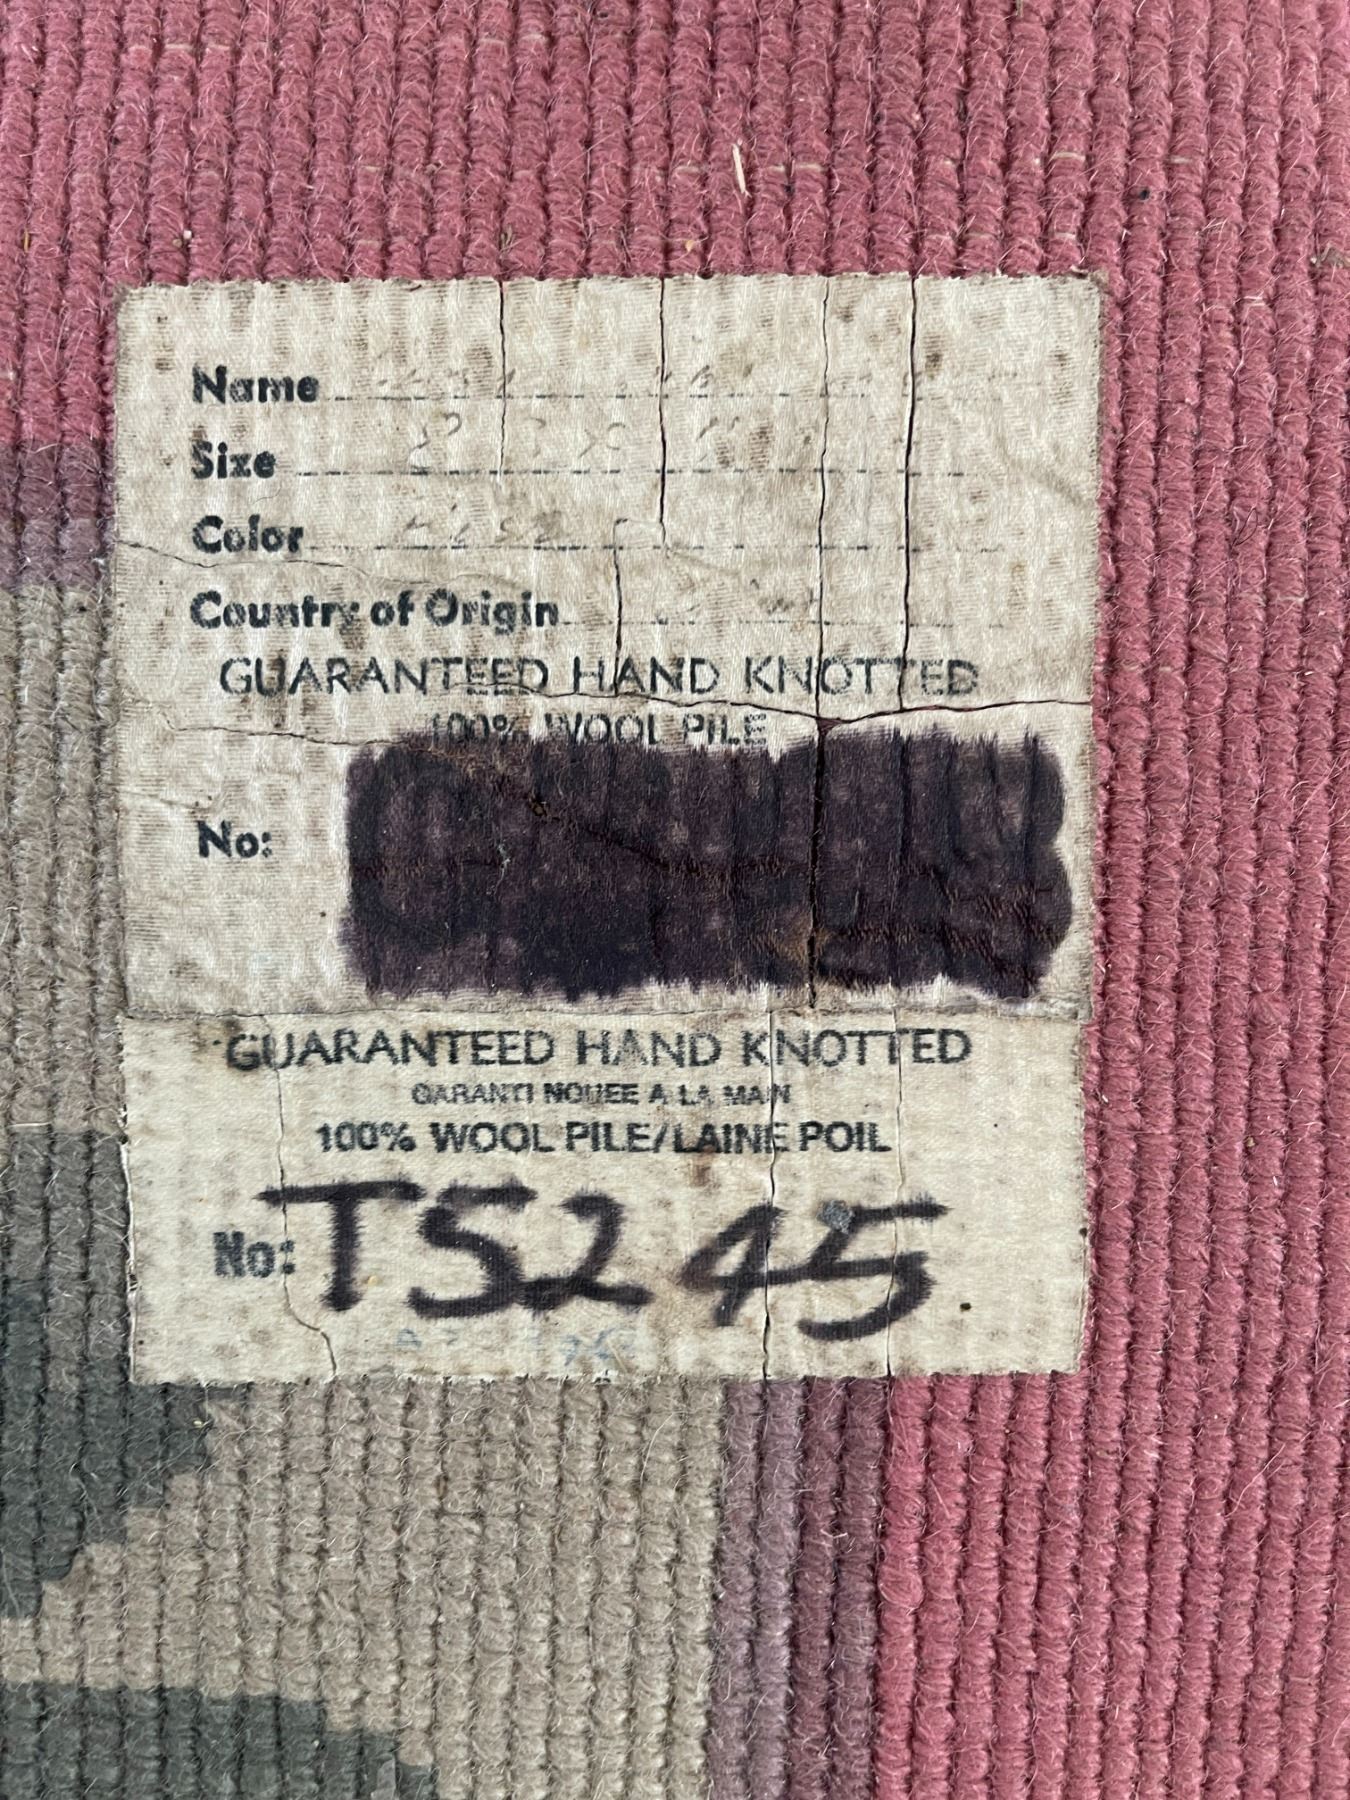 Name
Size
Color
Country of Origin
GUARANTEED HAND KNOTTED
100% WOOL PILE
No:
GUARANTEED HAND KNOTTED
GARANTI NOUEE A LA MAIN
100% WOOL PILE/LAINE POIL
No: TS245